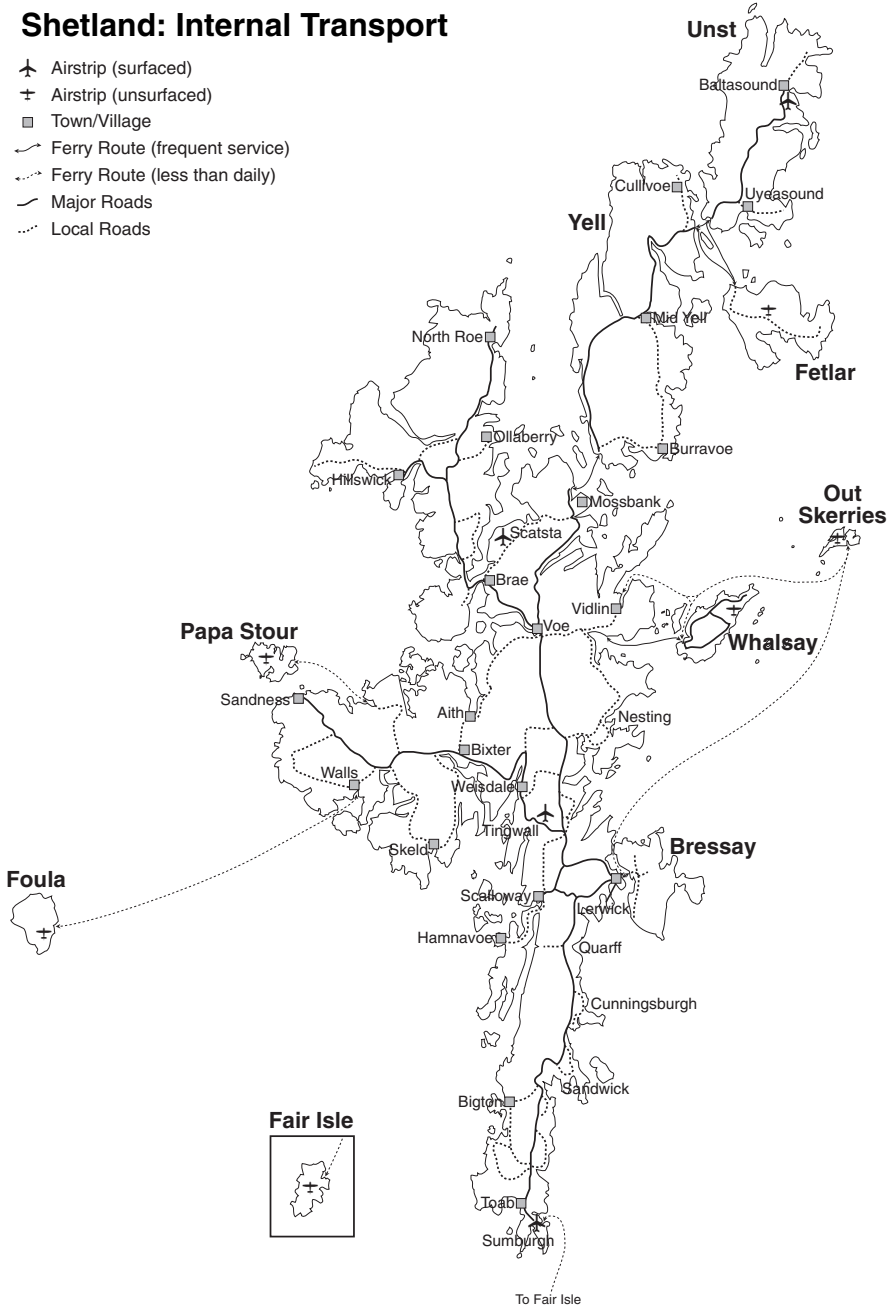 Shetland: Internal Transport
Airstrip (surfaced)
Airstrip (unsurfaced)
Town/Village
Ferry Route (frequent service)
Ferry Route (less than daily)
Major Roads
Local Roads
Unst
Baltasound
Cullivoe
Uyeasound
Yell
Mid Yell
North Roe
Fetlar
Ollaberry
Burravoe
Hillswick
Out
Skerries
Mossbank
Scatsta
Brae
Vidlin
Voe
Papa Stour
Whalsay
Sandness
Aith
Nesting
Bixter
Walls
Weisdale
Tingwall
Skeld
Bressay
Foula
Scalloway
Lerwick
Hamnavoe
Quarff
Cunningsburgh
Sandwick
Bigton
Fair Isle
Toab
Sumburgh
To Fair Isle